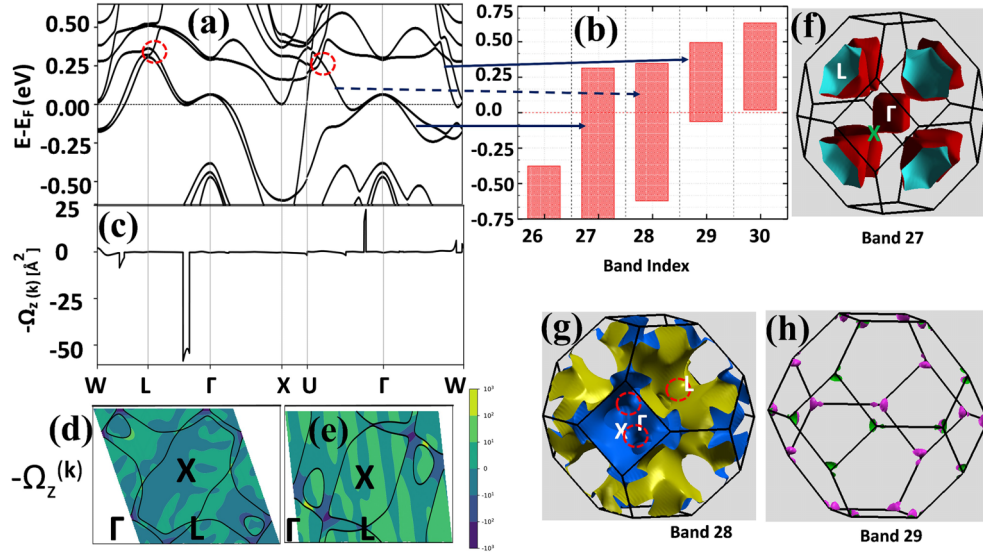 (a)
E-E_F (eV)
0.50
0.25
0.00
0.25
0.50
(b)
0.75
0.50
0.25
0.0
-0.25
-0.50
-0.75
26 27 28 29 30
Band Index
(f)
L
Γ
X
Band 27
(c)
-Ω_z (k) [Å^2]
25
0
-25
-50
W L Γ X U Γ W
(d)
X
Γ L
(e)
X
Γ L
-Ω_z^(k)
10^3
10^2
10^1
10^0
-10^0
-10^1
-10^2
-10^3
(g)
L
Γ
X
Band 28
(h)
Band 29